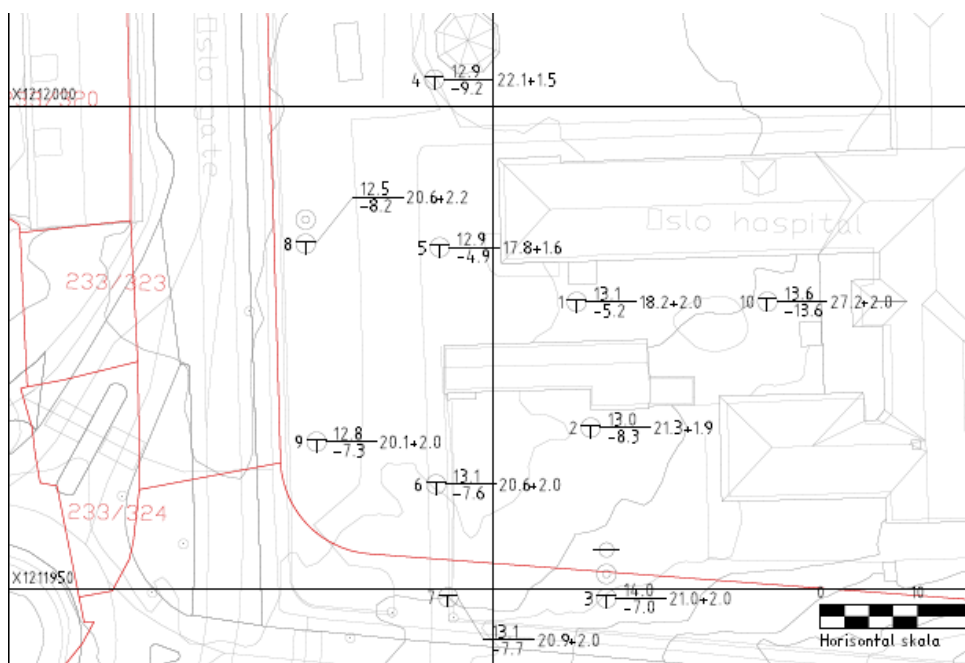 Oslo gate
4 12.9 -9.2 22.1+1.5
X1212000
12.5 -8.2 20.6+2.2
8
Oslo hospital
5 12.9 -4.9 17.8+1.6
233/323
1 13.1 -5.2 18.2+2.0
10 13.6 -13.6 27.2+2.0
2 13.0 -8.3 21.3+1.9
9 12.8 -7.3 20.1+2.0
6 13.1 -7.6 20.6+2.0
233/324
X1211950
7
3 14.0 -7.0 21.0+2.0
0 10
13.1 -7.7 20.9+2.0
Horisontal skala